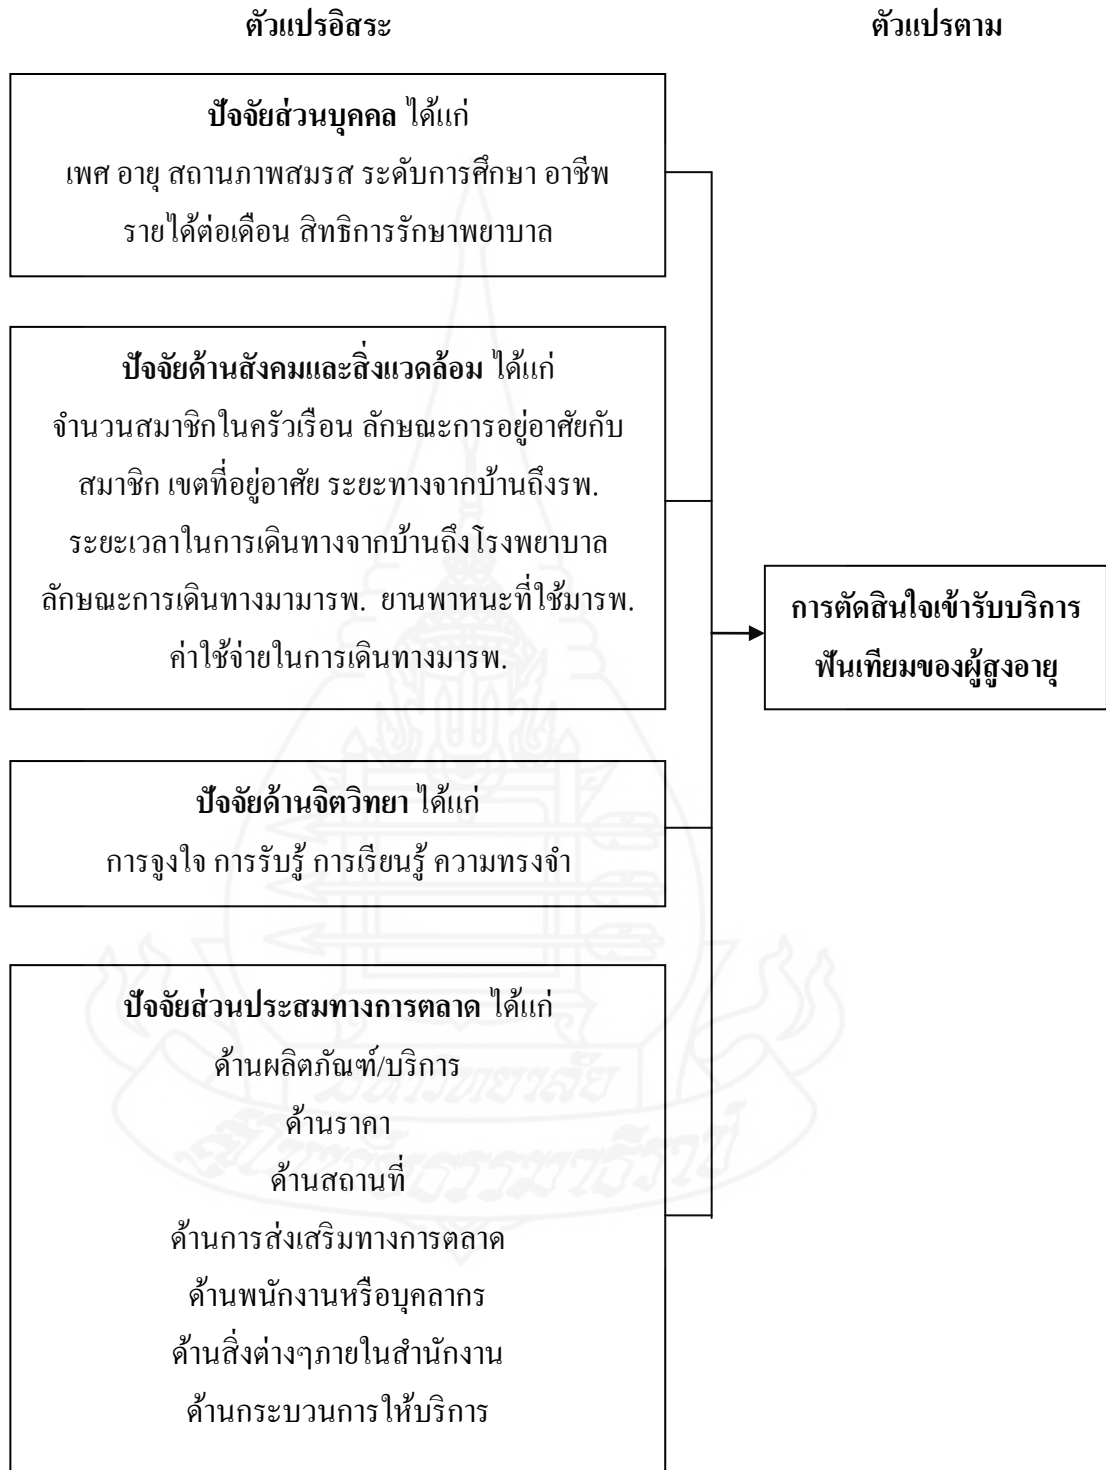 ตัวแปรอิสระ
ตัวแปรตาม
ปัจจัยส่วนบุคคล ได้แก่
เพศ อายุ สถานภาพสมรส ระดับการศึกษา อาชีพ
รายได้ต่อเดือน สิทธิการรักษาพยาบาล
ปัจจัยด้านสังคมและสิ่งแวดล้อม ได้แก่
จำนวนสมาชิกในครัวเรือน ลักษณะการอยู่อาศัยกับ
สมาชิก เขตที่อยู่อาศัย ระยะทางจากบ้านถึงรพ.
ระยะเวลาในการเดินทางจากบ้านถึงโรงพยาบาล
ลักษณะการเดินทางมามารพ. ยานพาหนะที่ใช้มารพ.
ค่าใช้จ่ายในการเดินทางมารพ.
การตัดสินใจเข้ารับบริการ
ฟันเทียมของผู้สูงอายุ
ปัจจัยด้านจิตวิทยา ได้แก่
การจูงใจ การรับรู้ การเรียนรู้ ความทรงจำ
ปัจจัยส่วนประสมทางการตลาด ได้แก่
ด้านผลิตภัณฑ์/บริการ
ด้านราคา
ด้านสถานที่
ด้านการส่งเสริมทางการตลาด
ด้านพนักงานหรือบุคลากร
ด้านสิ่งต่างๆภายในสำนักงาน
ด้านกระบวนการให้บริการ
มหาวิทยาลัย
สุโขทัยธรรมาธิราช